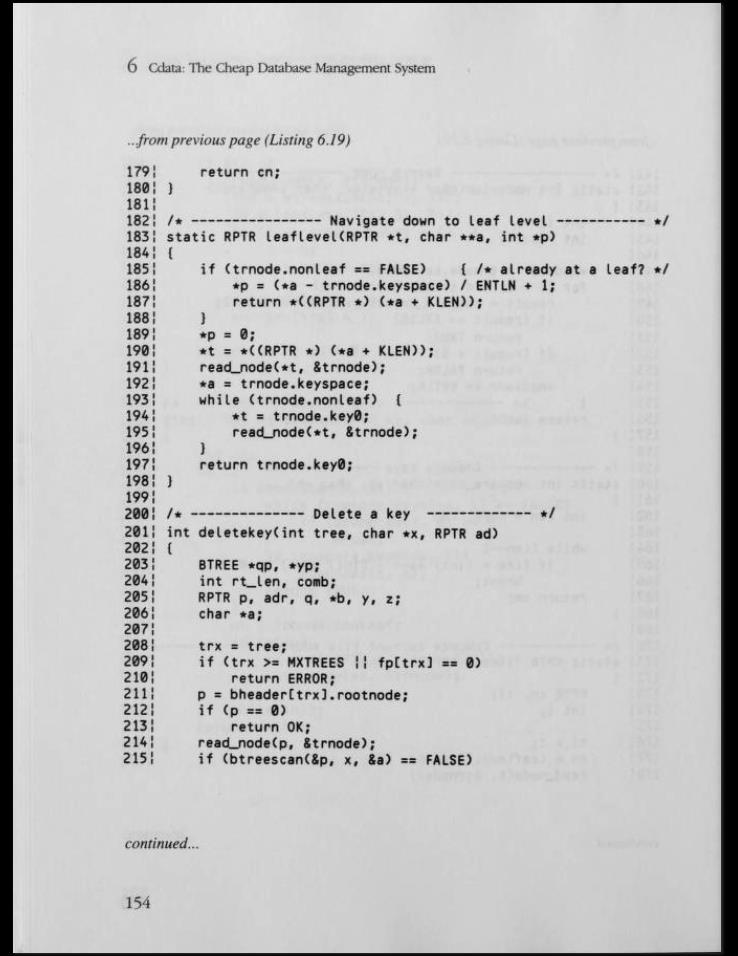 6 Cdata: The Cheap Database Management System
...from previous page (Listing 6.19)
179¦     return cn;
180¦ }
181¦
182¦ /* --------------- Navigate down to leaf level ----------- */
183¦ static RPTR leaflevel(RPTR *t, char **a, int *p)
184¦ {
185¦     if (trnode.nonleaf == FALSE)    { /* already at a leaf? */
186¦         *p = (*a - trnode.keyspace) / ENTLN + 1;
187¦         return *((RPTR *) (*a + KLEN));
188¦     }
189¦     *p = 0;
190¦     *t = *((RPTR *) (*a + KLEN));
191¦     read_node(*t, &trnode);
192¦     *a = trnode.keyspace;
193¦     while (trnode.nonleaf)  {
194¦         *t = trnode.key0;
195¦         read_node(*t, &trnode);
196¦     }
197¦     return trnode.key0;
198¦ }
199¦
200¦ /* -------------- Delete a key  ------------- */
201¦ int deletekey(int tree, char *x, RPTR ad)
202¦ {
203¦     BTREE *qp, *yp;
204¦     int rt_len, comb;
205¦     RPTR p, adr, q, *b, y, z;
206¦     char *a;
207¦
208¦     trx = tree;
209¦     if (trx >= MXTREES ¦¦ fp[trx] == 0)
210¦         return ERROR;
211¦     p = bheader[trx].rootnode;
212¦     if (p == 0)
213¦         return OK;
214¦     read_node(p, &trnode);
215¦     if (btreescan(&p, x, &a) == FALSE)
continued...
154